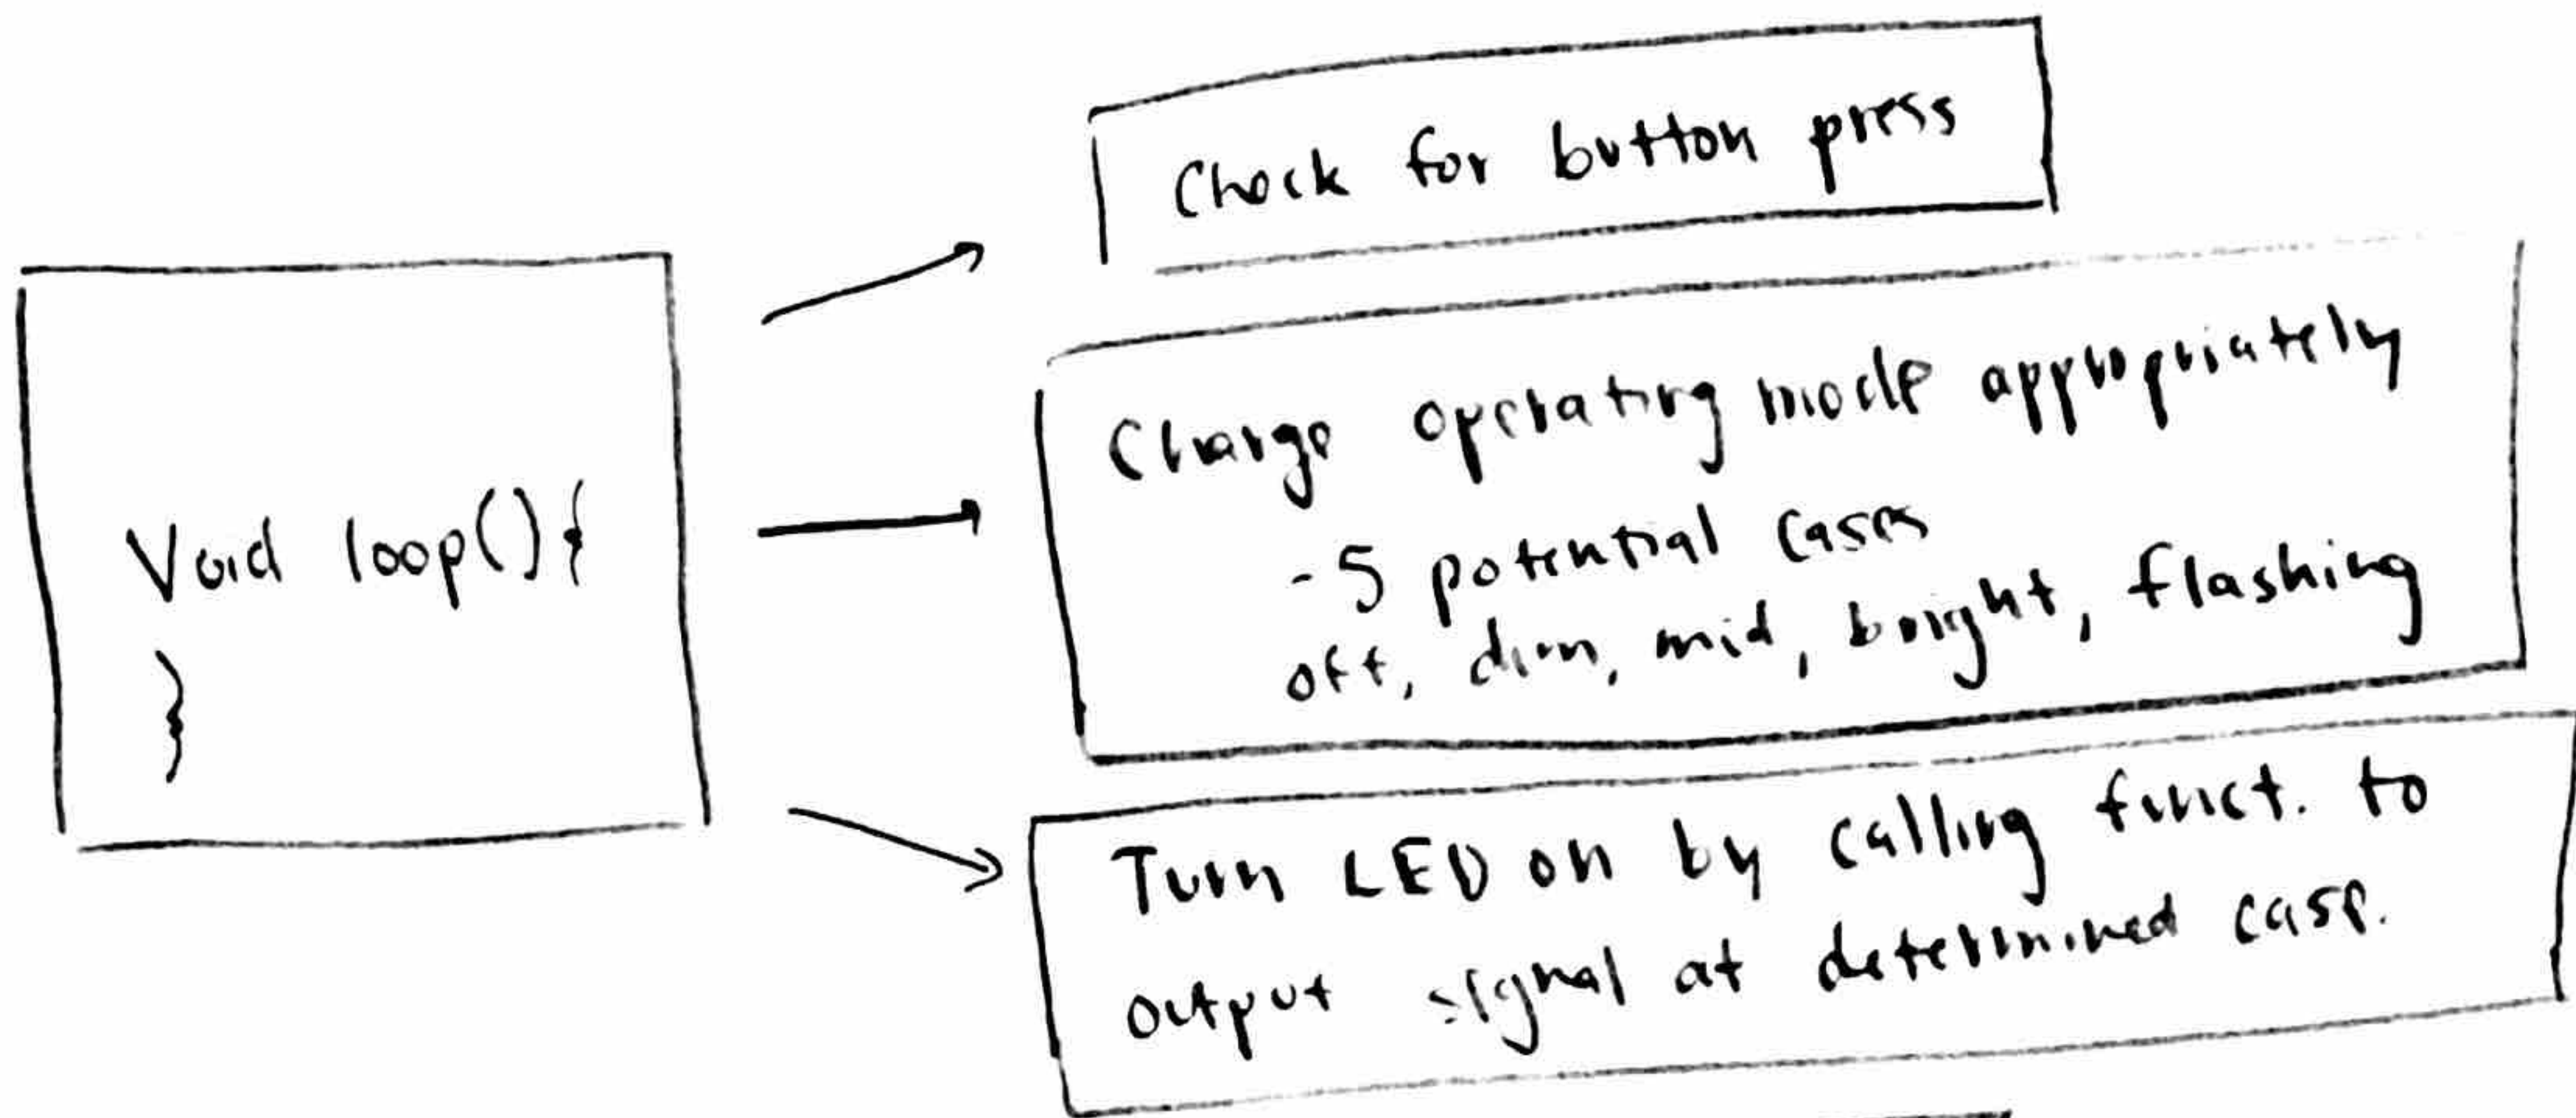 Void loop(){
}
Check for button press
Change operating mode appropriately
-5 potential cases
off, dim, mid, bright, flashing
Turn LED on by calling funct. to
output signal at determined case.